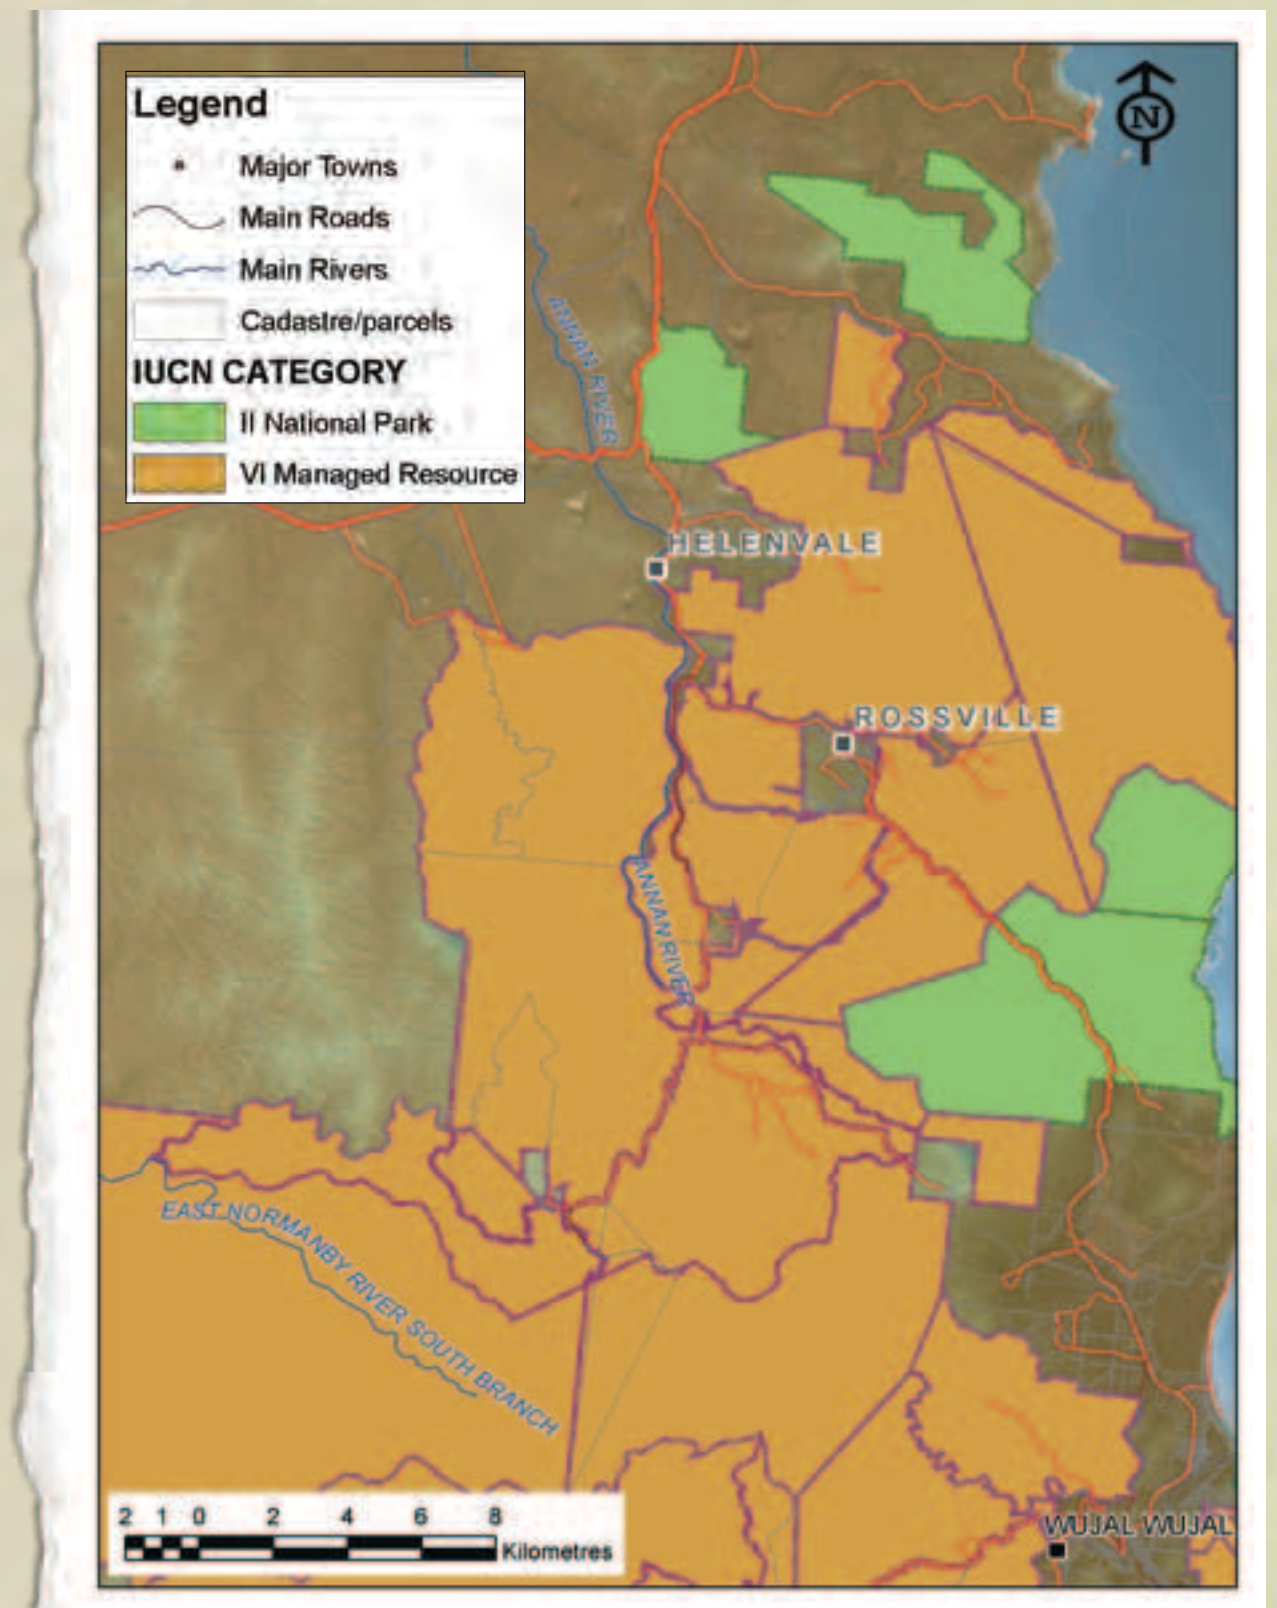 N
Legend
Major Towns
Main Roads
Main Rivers
Cadastre/parcels
IUCN CATEGORY
II National Park
VI Managed Resource
ANNAN RIVER
HELENVALE
ROSSVILLE
ANNAN RIVER
EAST NORMANBY RIVER SOUTH BRANCH
WUJAL WUJAL
2 1 0 2 4 6 8
Kilometres